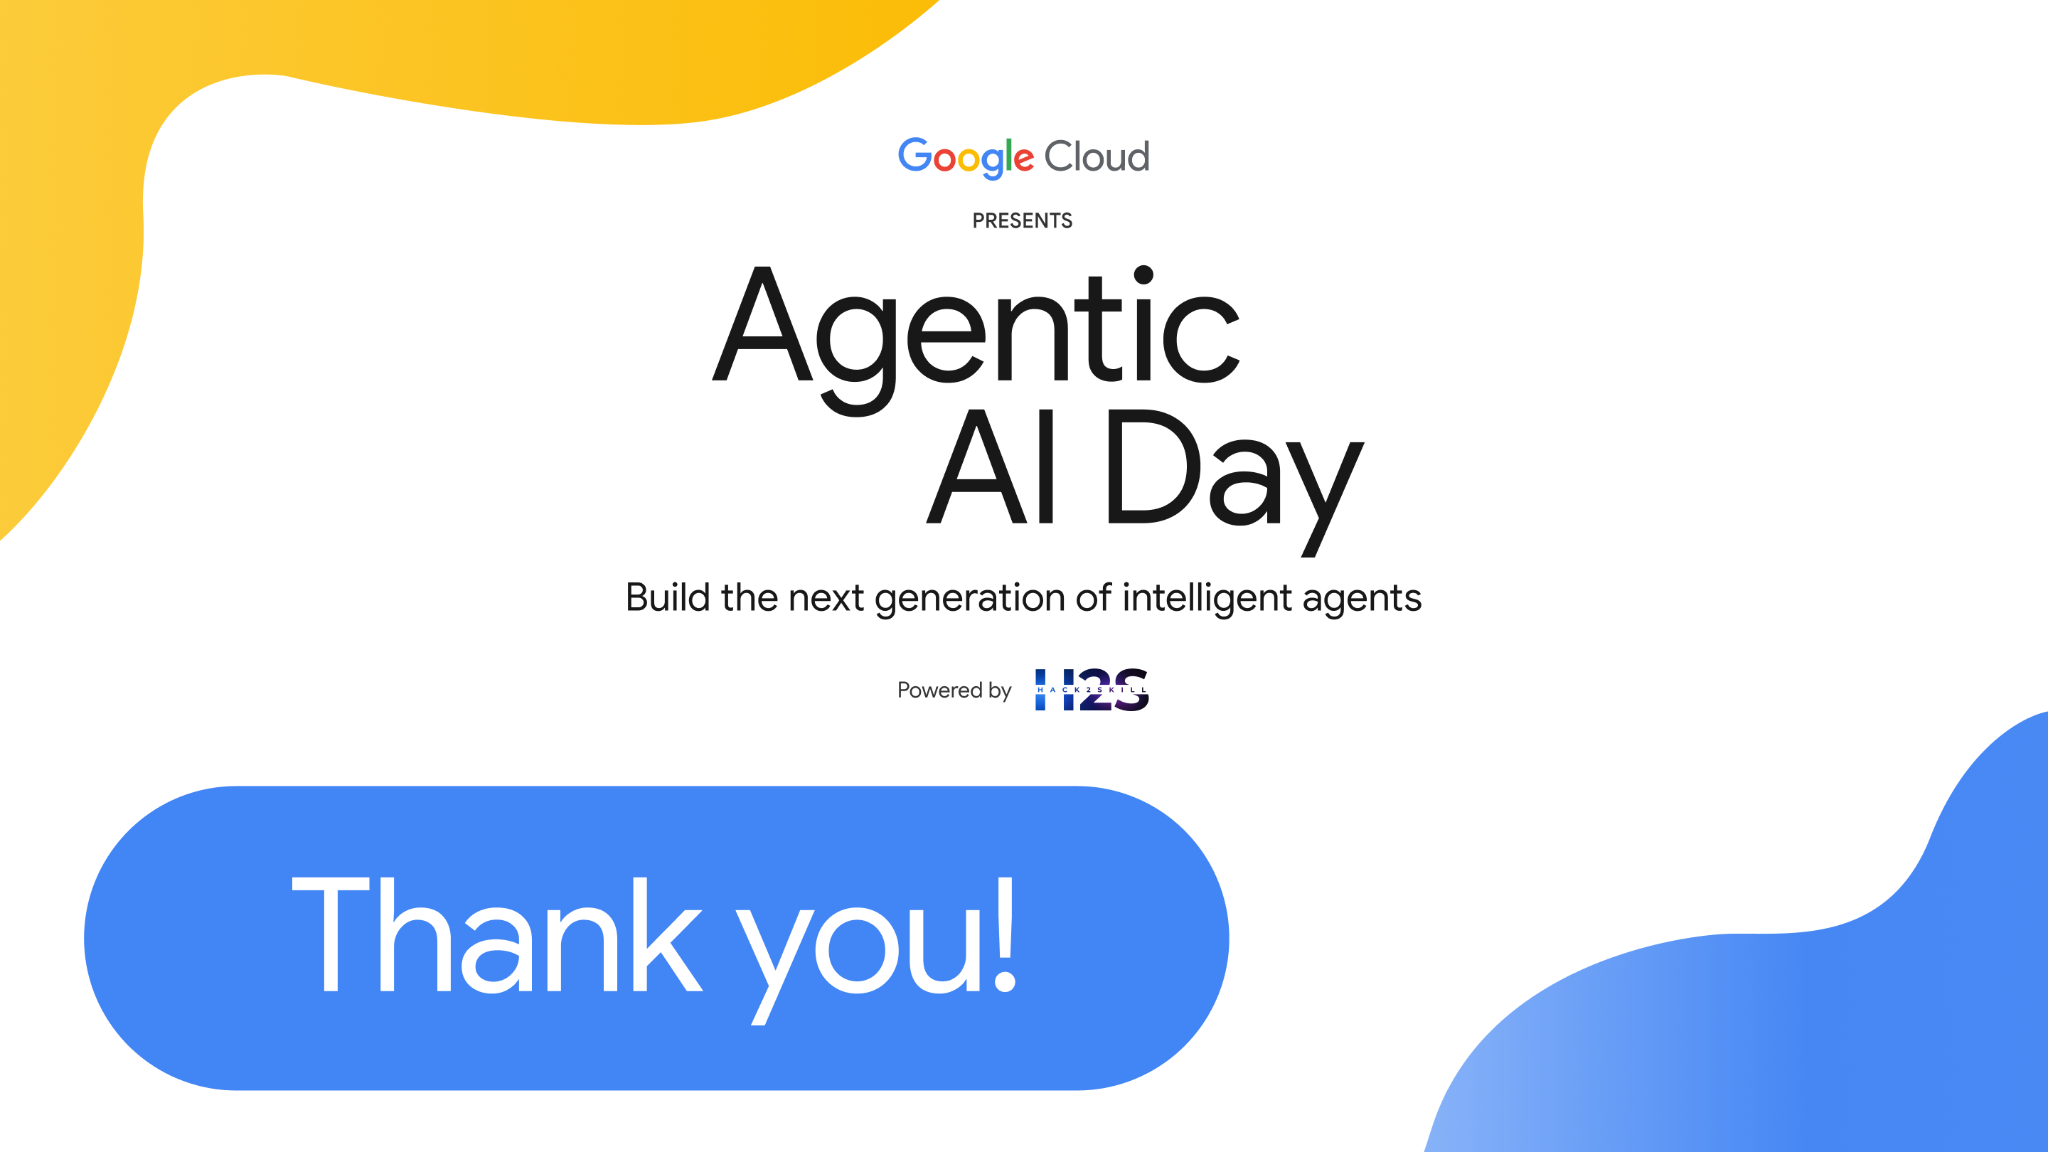 Google Cloud
PRESENTS
Agentic
AI Day
Build the next generation of intelligent agents
Powered by H2S
HACK2SKILL
Thank you!